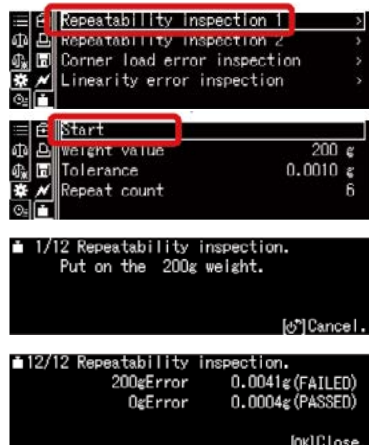 Repeatability inspection 1 >
Repeatability inspection 2 >
Corner load error inspection >
Linearity error inspection >
Start
Weight value 200 g
Tolerance 0.0010 g
Repeat count 6
1/12 Repeatability inspection.
Put on the 200g weight.
Cancel.
12/12 Repeatability inspection.
200gError 0.0041g(FAILED)
0gError 0.0004g(PASSED)
[OK]Close